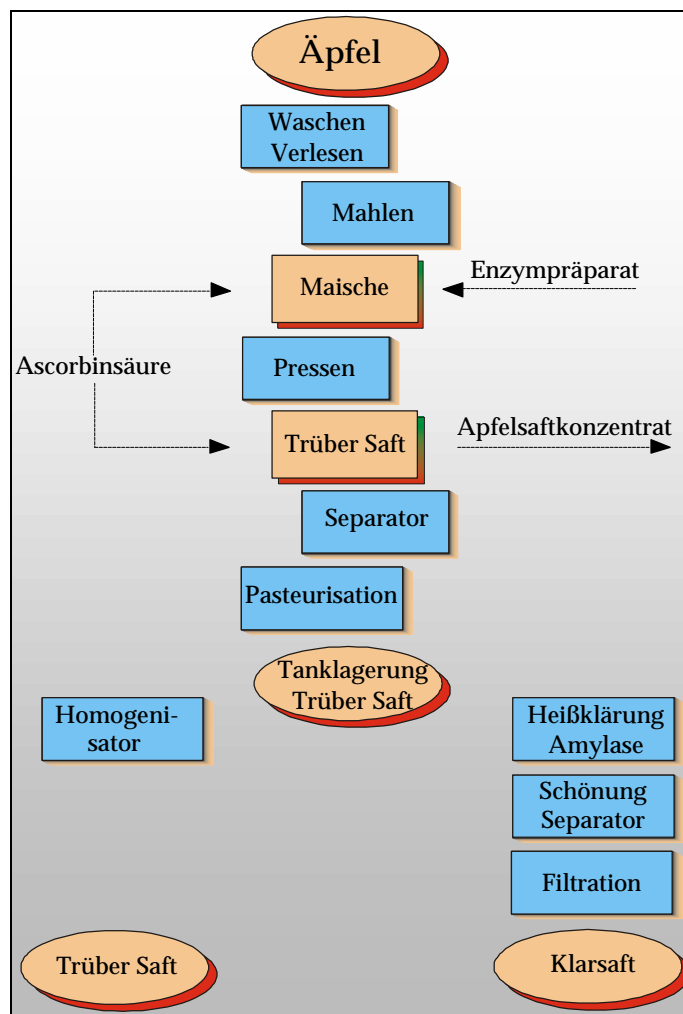 Äpfel
Waschen
Verlesen
Mahlen
Enzympräparat
Maische
Ascorbinsäure
Pressen
Apfelsaftkonzentrat
Trüber Saft
Separator
Pasteurisation
Tanklagerung
Trüber Saft
Homogeni-
sator
Heißklärung
Amylase
Schönung
Separator
Filtration
Trüber Saft
Klarsaft